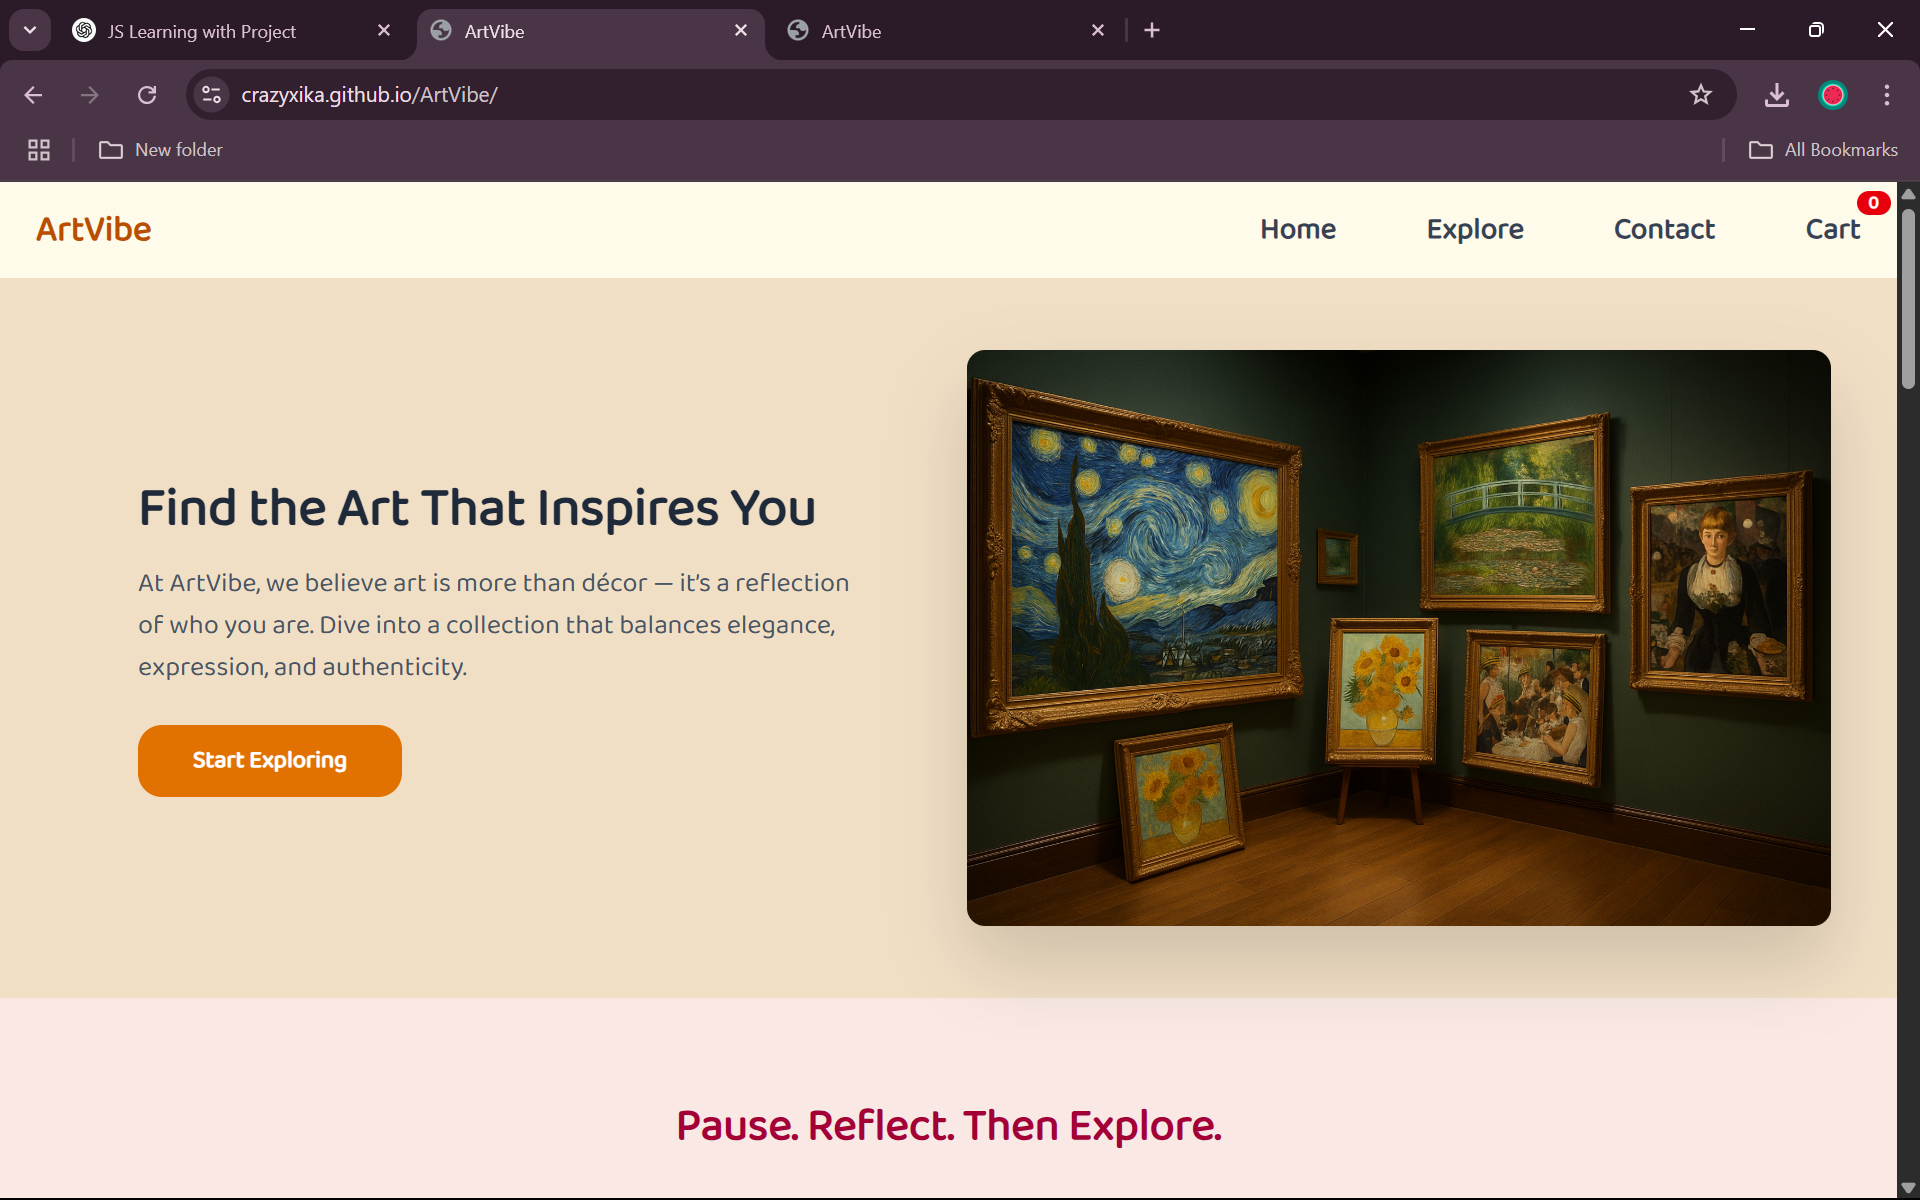 JS Learning with Project
ArtVibe
ArtVibe
crazyxika.github.io/ArtVibe/
New folder
All Bookmarks
ArtVibe
Home
Explore
Contact
Cart
0
Find the Art That Inspires You
At ArtVibe, we believe art is more than décor — it’s a reflection
of who you are. Dive into a collection that balances elegance,
expression, and authenticity.
Start Exploring
Pause. Reflect. Then Explore.